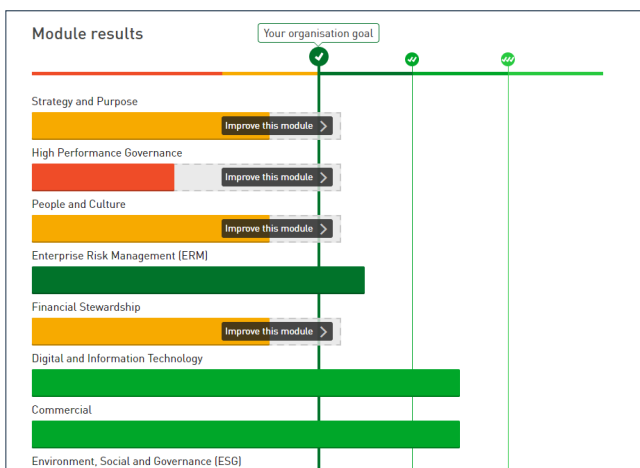 Module results
Your organisation goal
Strategy and Purpose
Improve this module
High Performance Governance
Improve this module
People and Culture
Improve this module
Enterprise Risk Management (ERM)
Financial Stewardship
Improve this module
Digital and Information Technology
Commercial
Environment, Social and Governance (ESG)